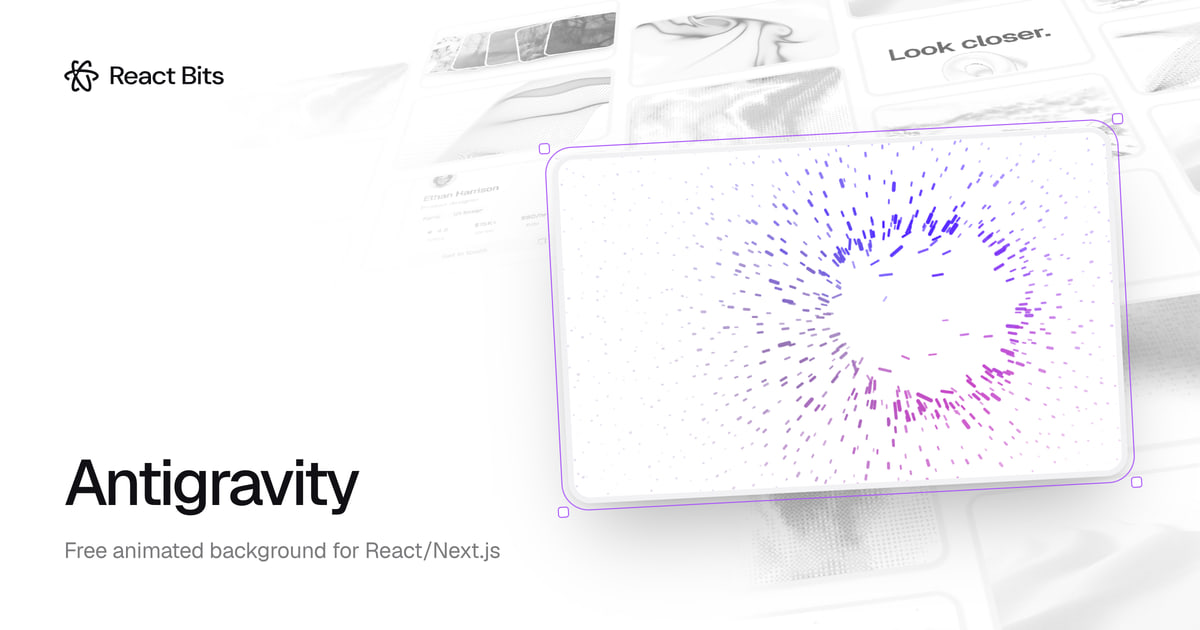 React Bits
Look closer.
Ethan Harrison
Antigravity
Free animated background for React/Next.js